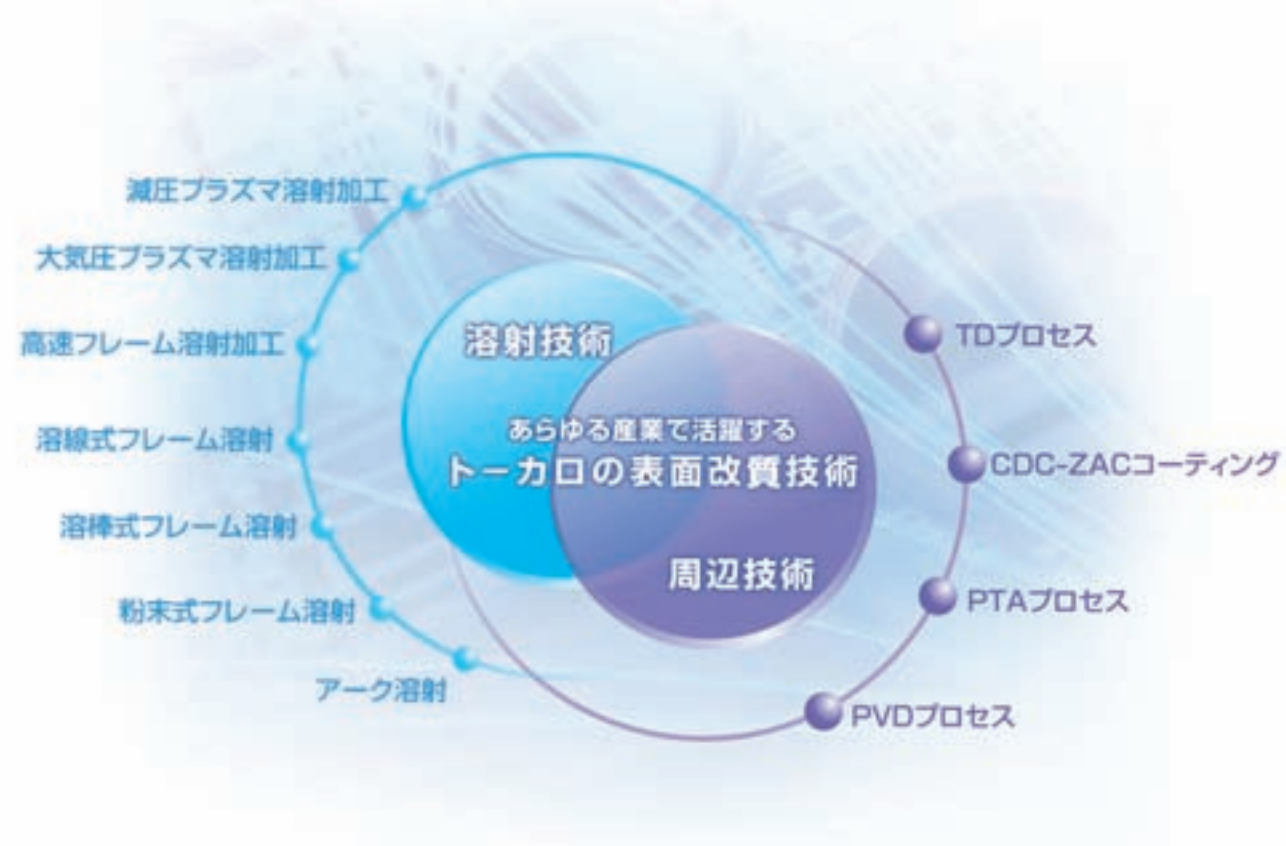 減圧プラズマ溶射加工
大気圧プラズマ溶射加工
高速フレーム溶射加工
溶線式フレーム溶射
溶棒式フレーム溶射
粉末式フレーム溶射
アーク溶射
溶射技術
あらゆる産業で活躍する
トーカロの表面改質技術
周辺技術
TDプロセス
CDC-ZACコーティング
PTAプロセス
PVDプロセス